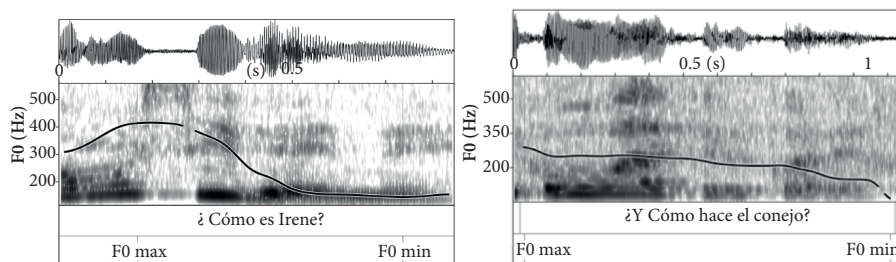 0 (s) 0.5
F0 (Hz)
500
400
300
200
¿ Cómo es Irene?
F0 max F0 min
0 0.5 (s) 1
F0 (Hz)
500
350
200
¿Y Cómo hace el conejo?
F0 max F0 min